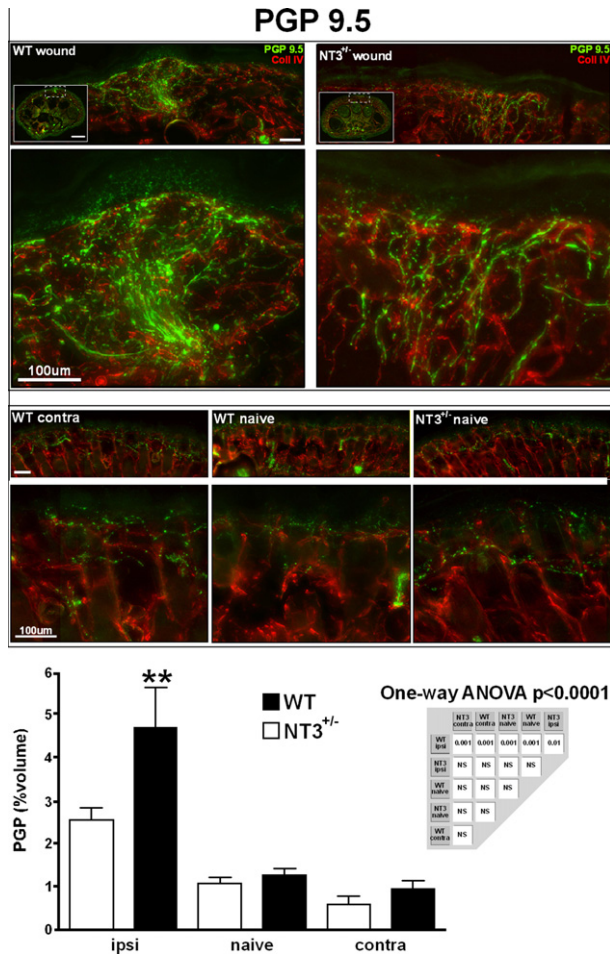 PGP 9.5
WT wound
PGP 9.5
Coll IV
NT3+/- wound
PGP 9.5
Coll IV
100um
WT contra
WT naive
NT3+/- naive
100um
PGP (%volume)
6
5
4
3
2
1
0
**
WT
NT3+/-
ipsi
naive
contra
One-way ANOVA p<0.0001
NT3 contra WT contra NT3 naive WT naive NT3 ipsi
WT ipsi 0.001 0.001 0.001 0.001 0.01
NT3 ipsi NS NS NS NS
WT naive NS NS NS
NT3 naive NS NS
WT contra NS